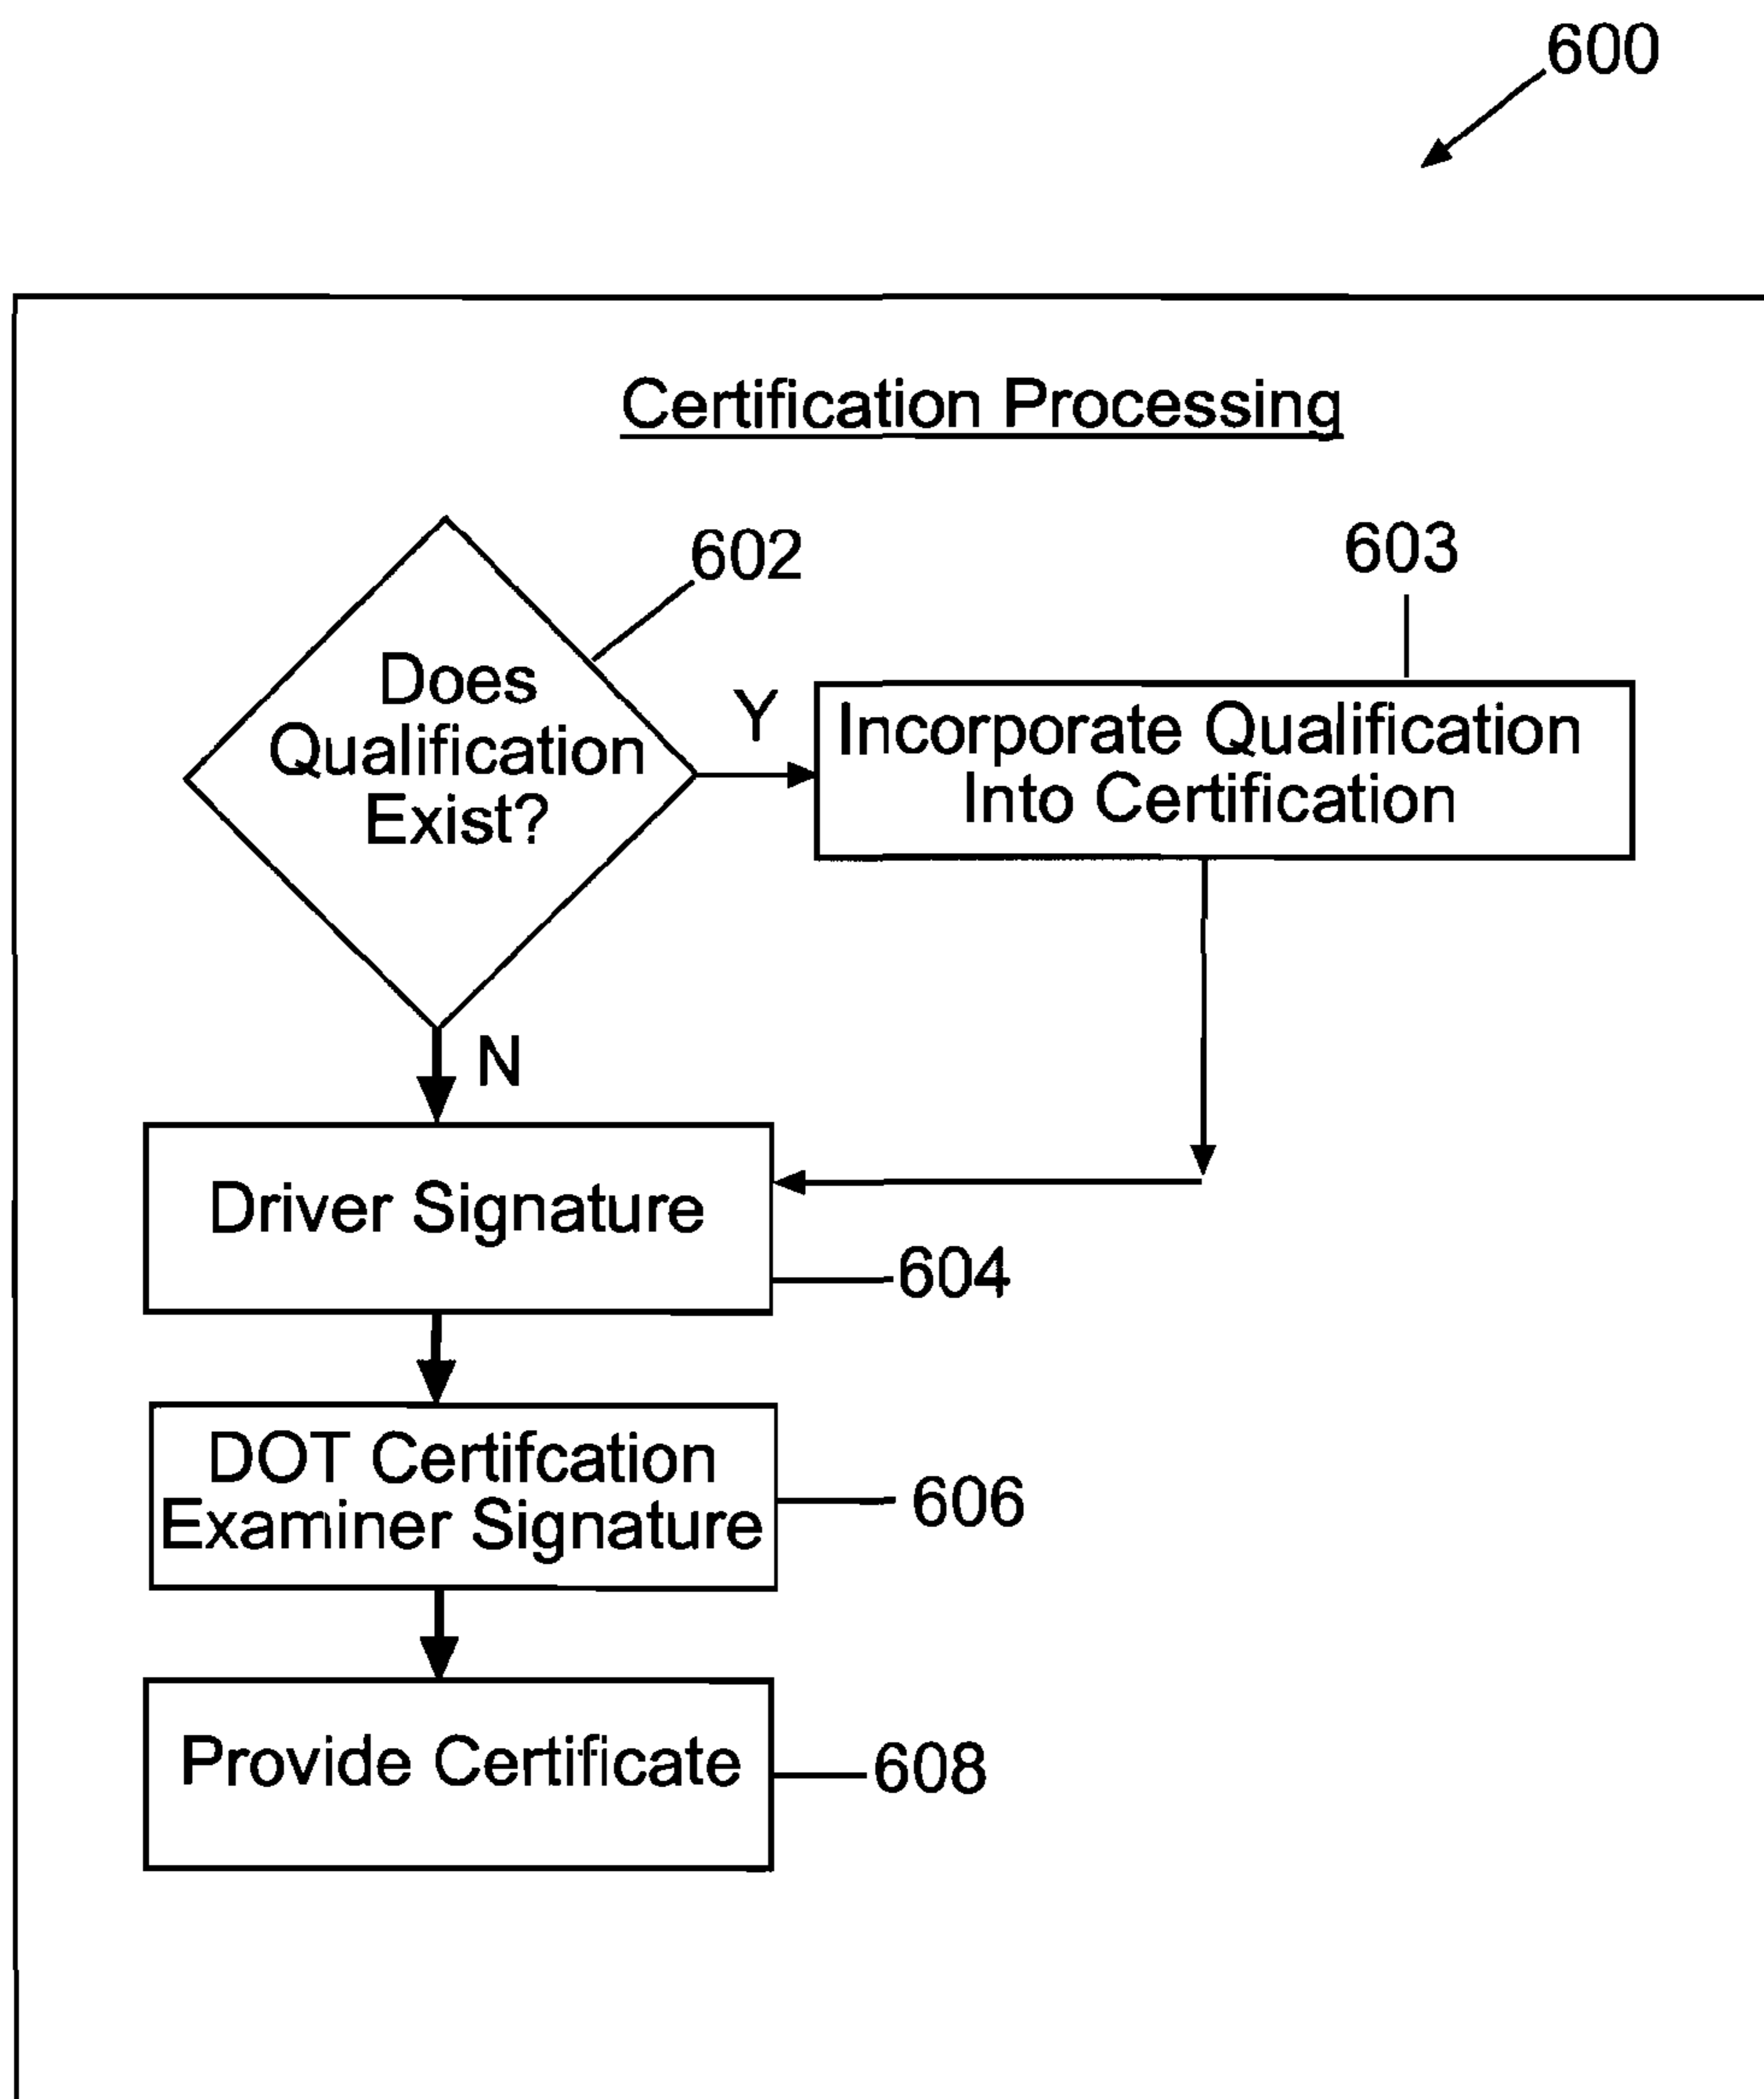 600
Certification Processing
602
603
Does
Qualification
Exist?
Y
Incorporate Qualification
Into Certification
N
Driver Signature
604
DOT Certifcation
Examiner Signature
606
Provide Certificate
608